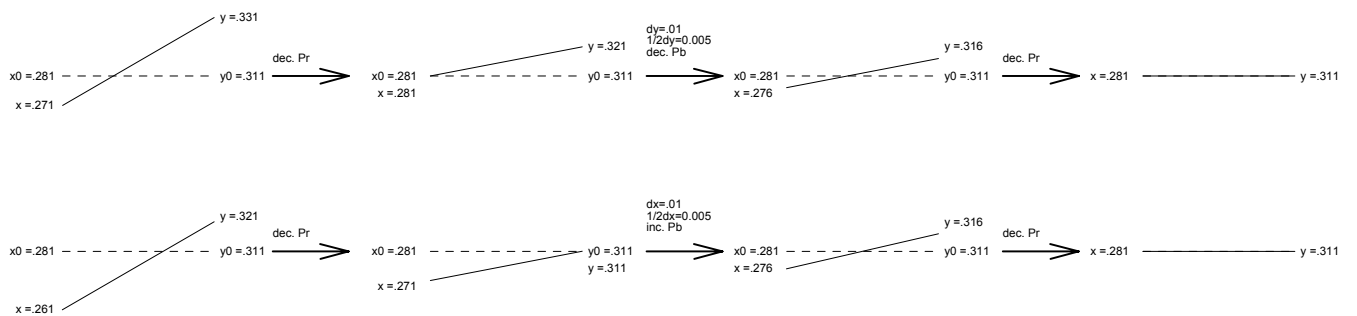 y =.331
dec. Pr
x0 =.281
y0 =.311
x =.271
y =.321
x0 =.281
y0 =.311
x =.281
dy=.01
1/2dy=0.005
dec. Pb
y =.316
x0 =.281
y0 =.311
x =.276
dec. Pr
x =.281
y =.311
y =.321
dec. Pr
x0 =.281
y0 =.311
x =.261
x0 =.281
y0 =.311
y =.311
x =.271
dx=.01
1/2dx=0.005
inc. Pb
y =.316
x0 =.281
y0 =.311
x =.276
dec. Pr
x =.281
y =.311